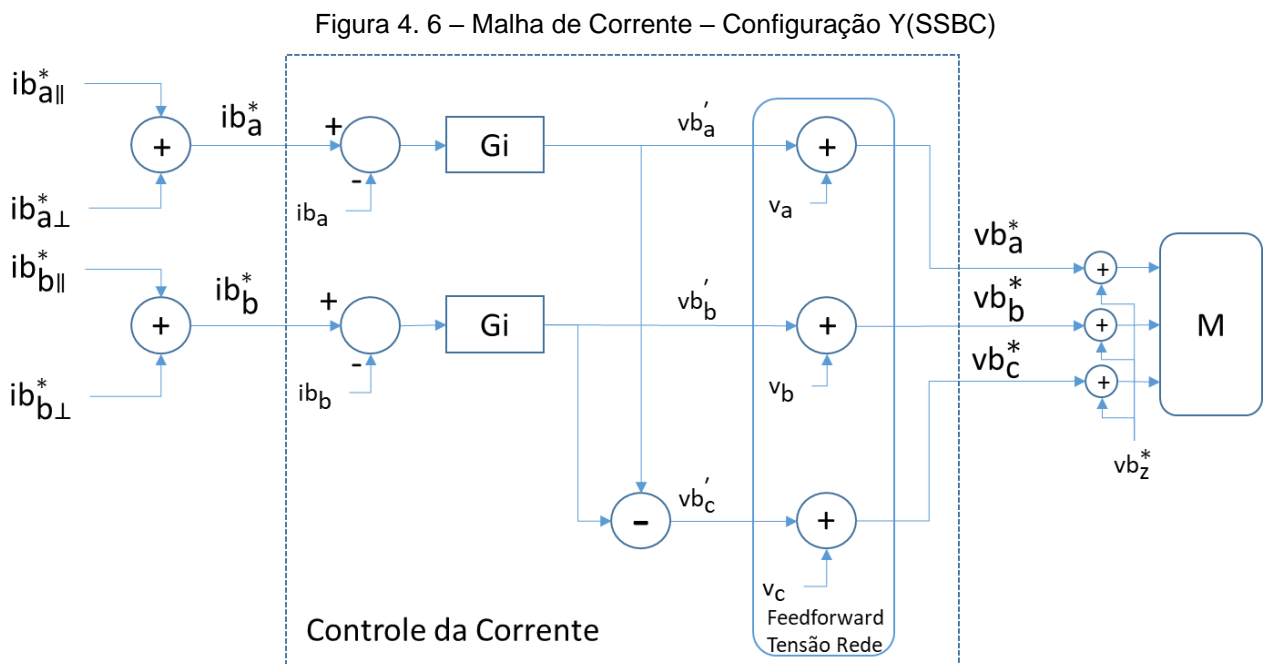 Figura 4. 6 – Malha de Corrente – Configuração Y(SSBC)
ib*a∥
ib*a⊥
+
ib*a
+
-
iba
Gi
vb'a
+
va
ib*b∥
ib*b⊥
+
ib*b
+
-
ibb
Gi
vb'b
+
vb
-
vb'c
+
vc
Feedforward
Tensão Rede
Controle da Corrente
vb*a
+
vb*b
+
vb*c
+
vb*z
M